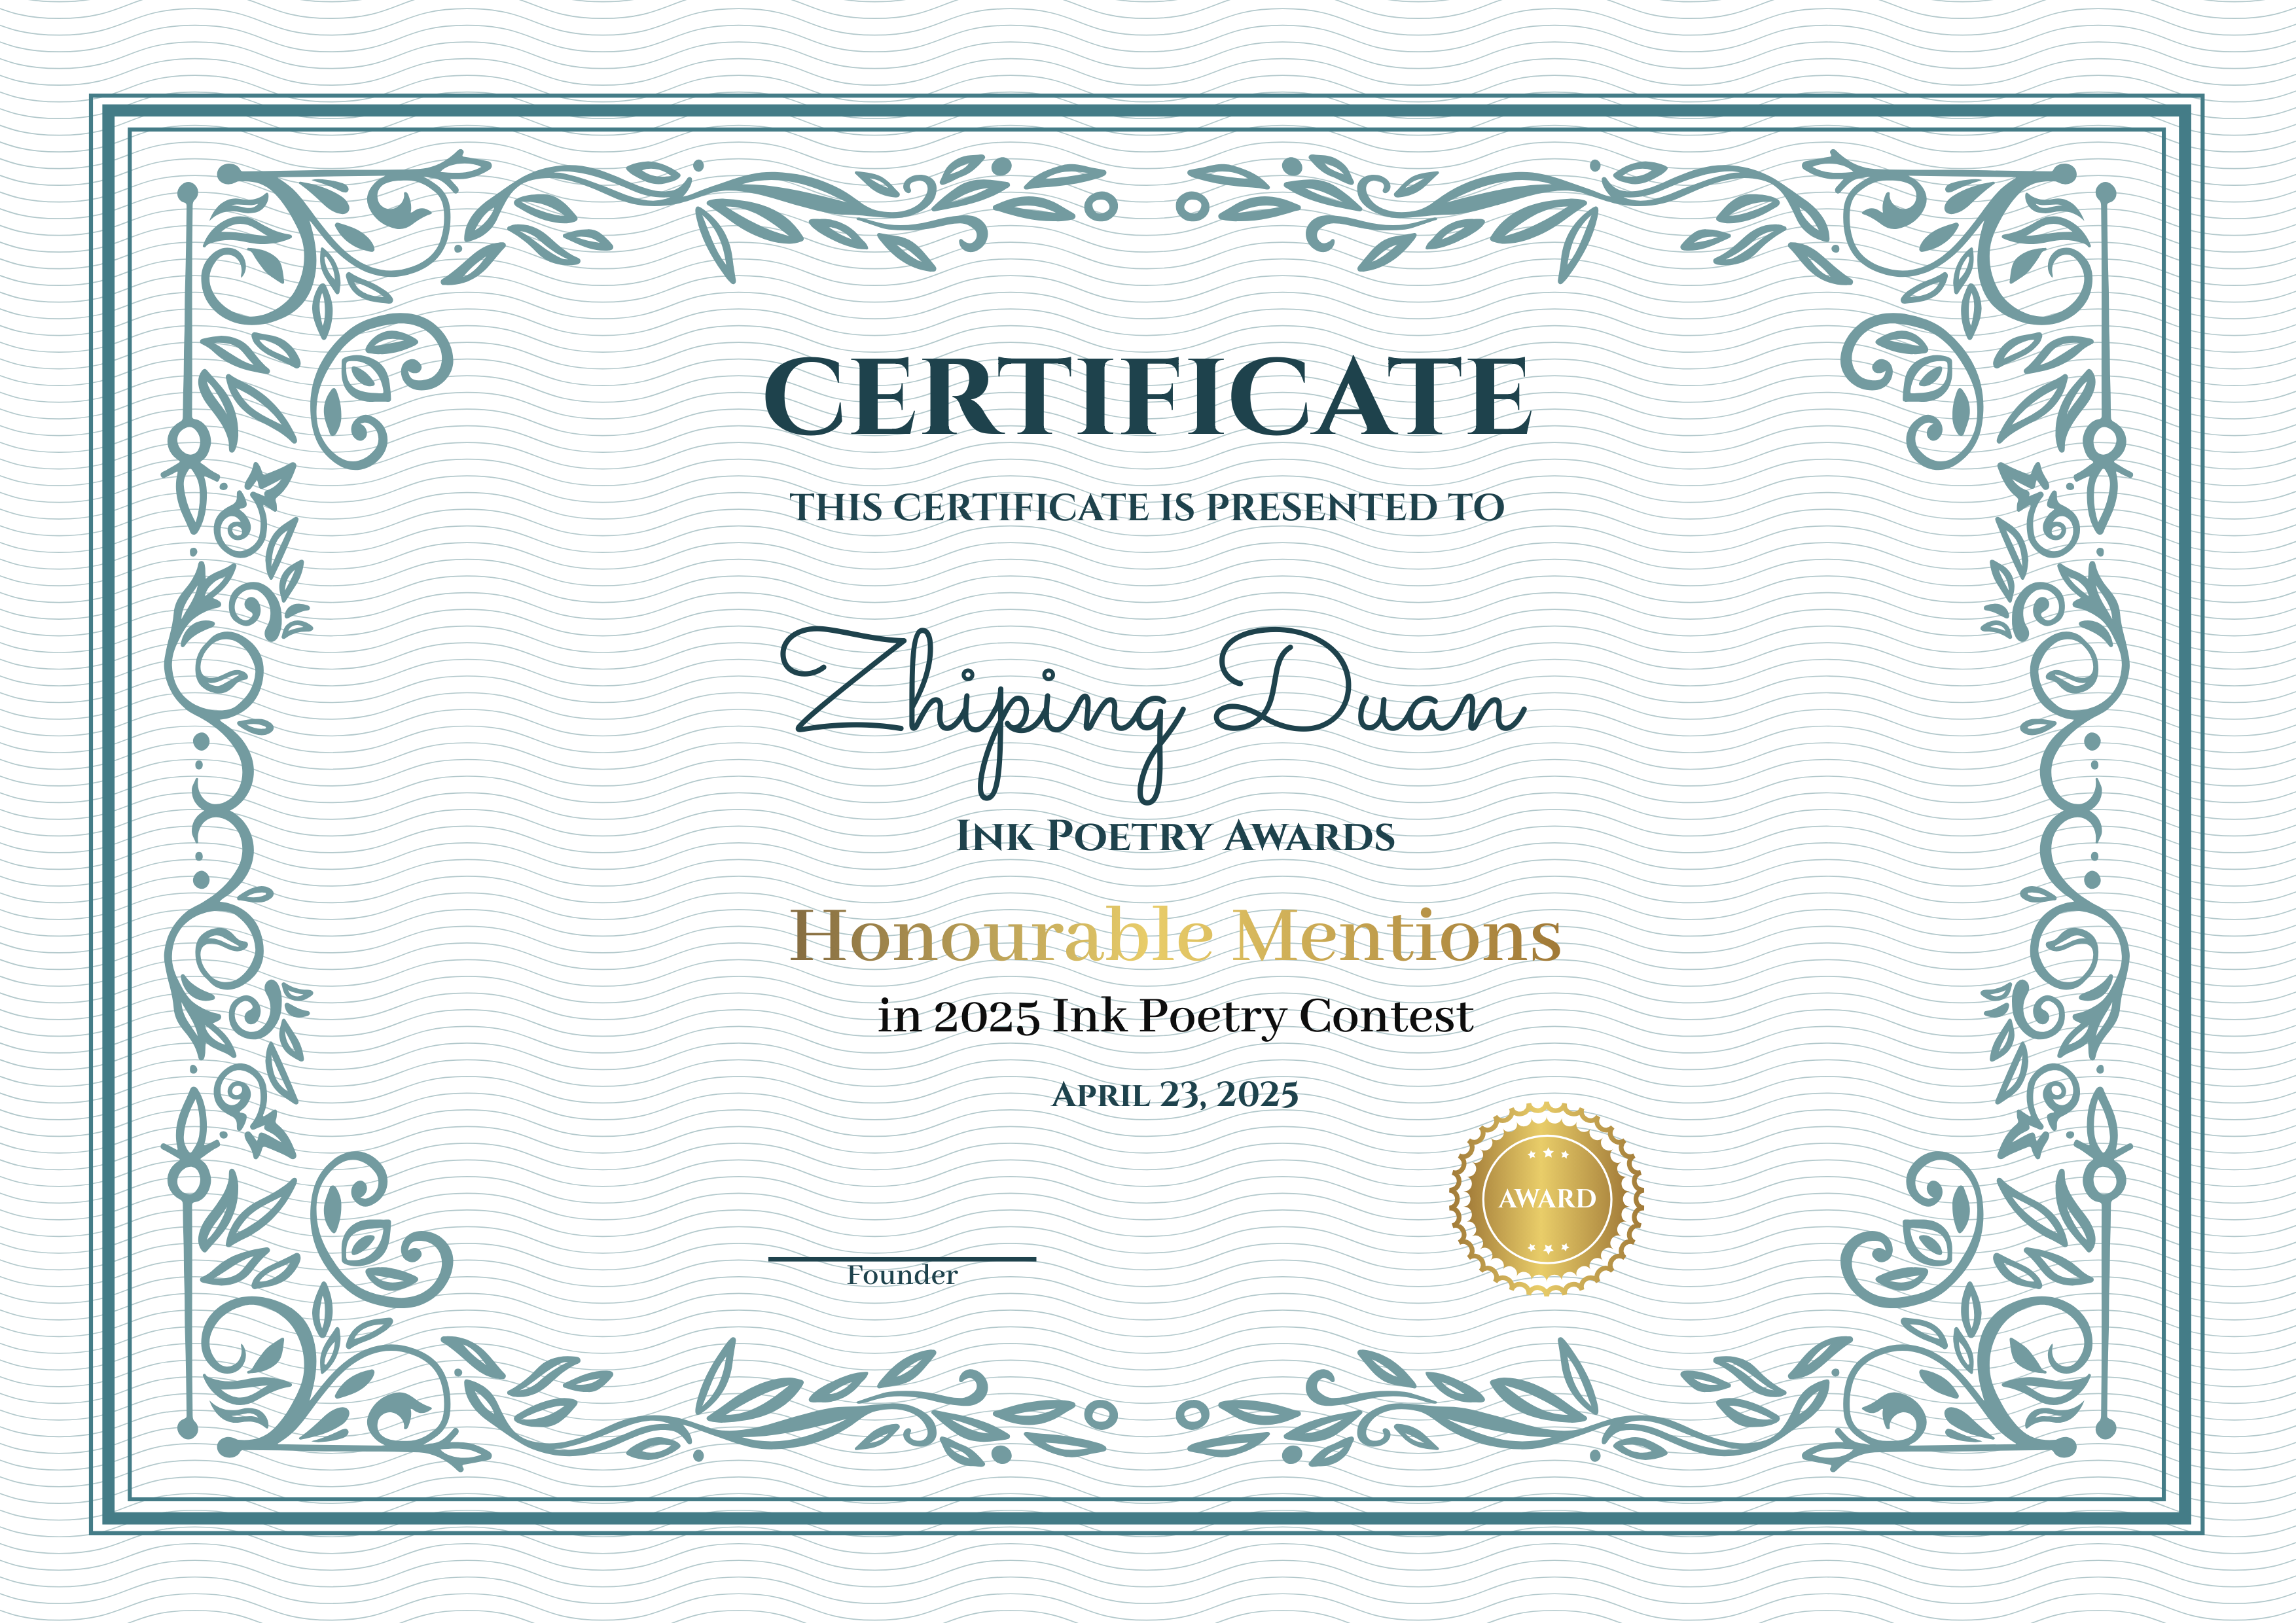 CERTIFICATE
THIS CERTIFICATE IS PRESENTED TO
Zhiping Duan
Ink Poetry Awards
Honourable Mentions
in 2025 Ink Poetry Contest
April 23, 2025
AWARD
Founder